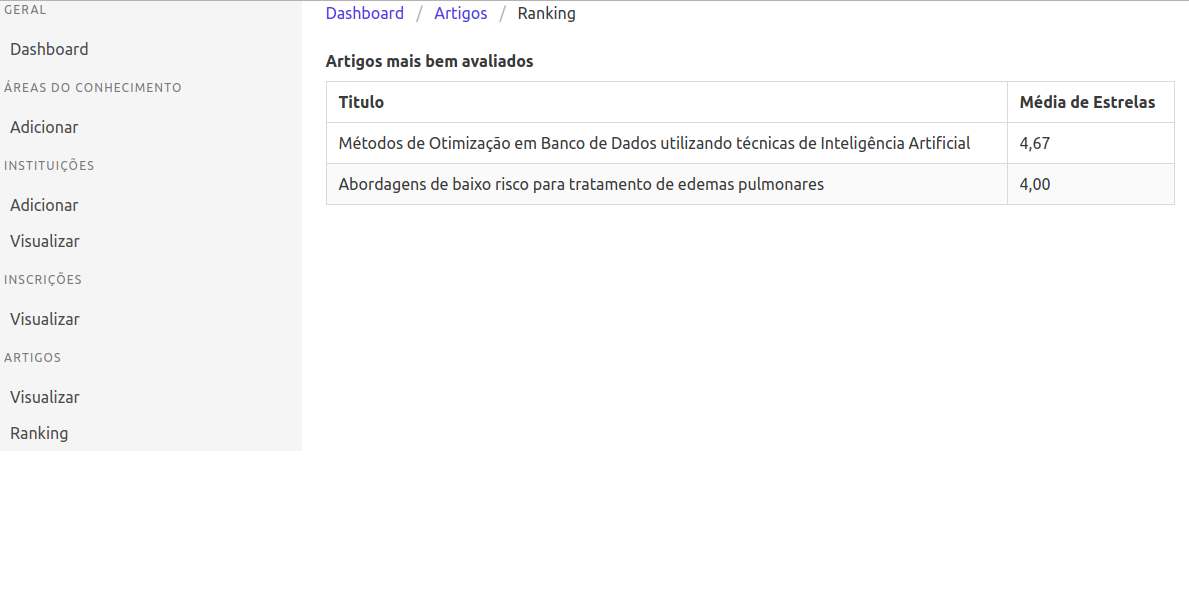 GERAL
Dashboard
ÁREAS DO CONHECIMENTO
Adicionar
INSTITUIÇÕES
Adicionar
Visualizar
INSCRIÇÕES
Visualizar
ARTIGOS
Visualizar
Ranking
Dashboard / Artigos / Ranking
Artigos mais bem avaliados
Titulo Média de Estrelas
Métodos de Otimização em Banco de Dados utilizando técnicas de Inteligência Artificial 4,67
Abordagens de baixo risco para tratamento de edemas pulmonares 4,00